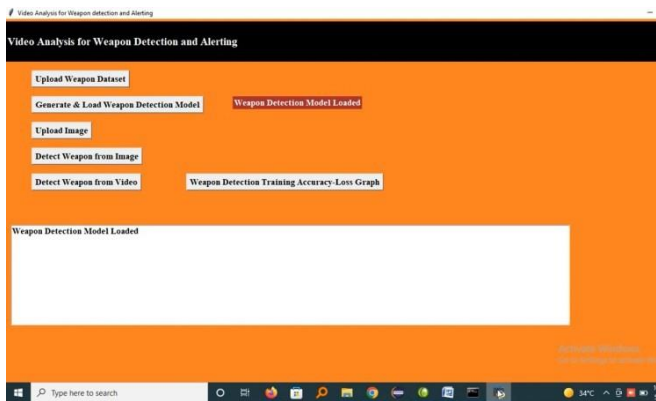 Video Analysis for Weapon detection and Alerting
Video Analysis for Weapon Detection and Alerting
Upload Weapon Dataset
Generate & Load Weapon Detection Model
Weapon Detection Model Loaded
Upload Image
Detect Weapon from Image
Detect Weapon from Video
Weapon Detection Training Accuracy-Loss Graph
Weapon Detection Model Loaded
Activate Windows
Type here to search
34°C